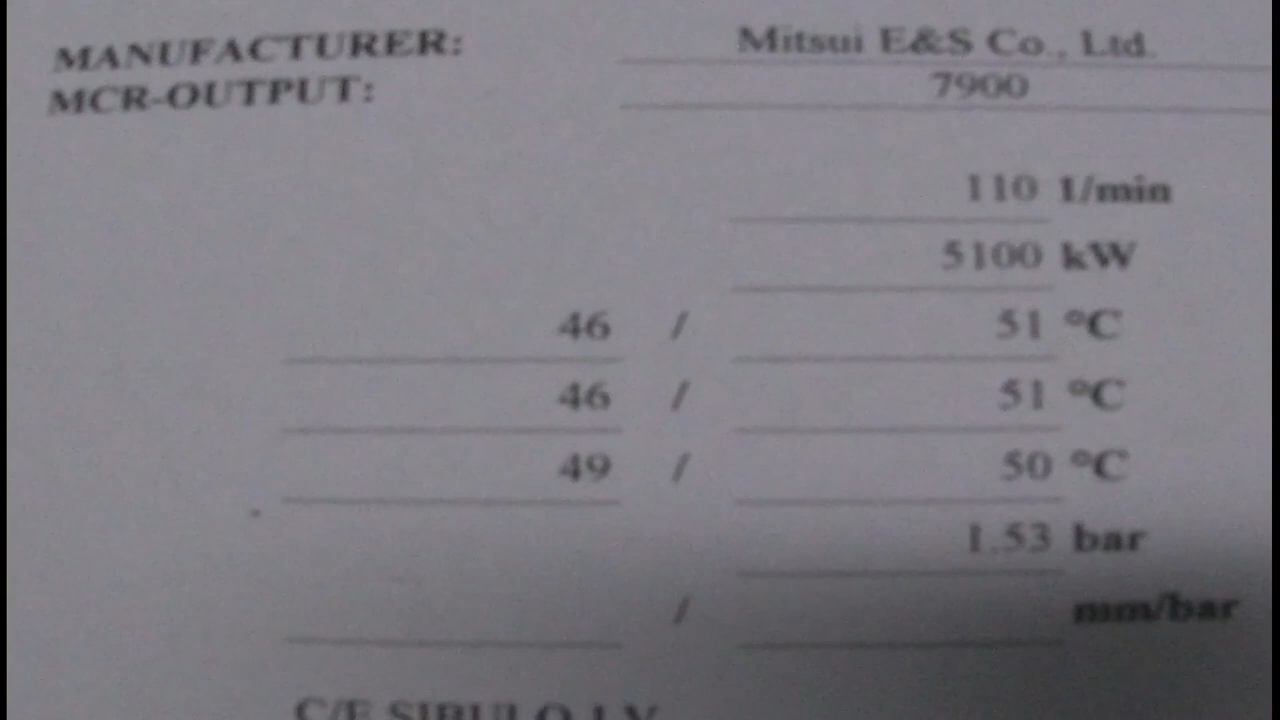 MANUFACTURER: Mitsui E&S Co., Ltd.
MCR-OUTPUT: 7900
110 1/min
5100 kW
46 / 51 °C
46 / 51 °C
49 / 50 °C
1.53 bar
/ mm/bar
C/E SIBULO J.V